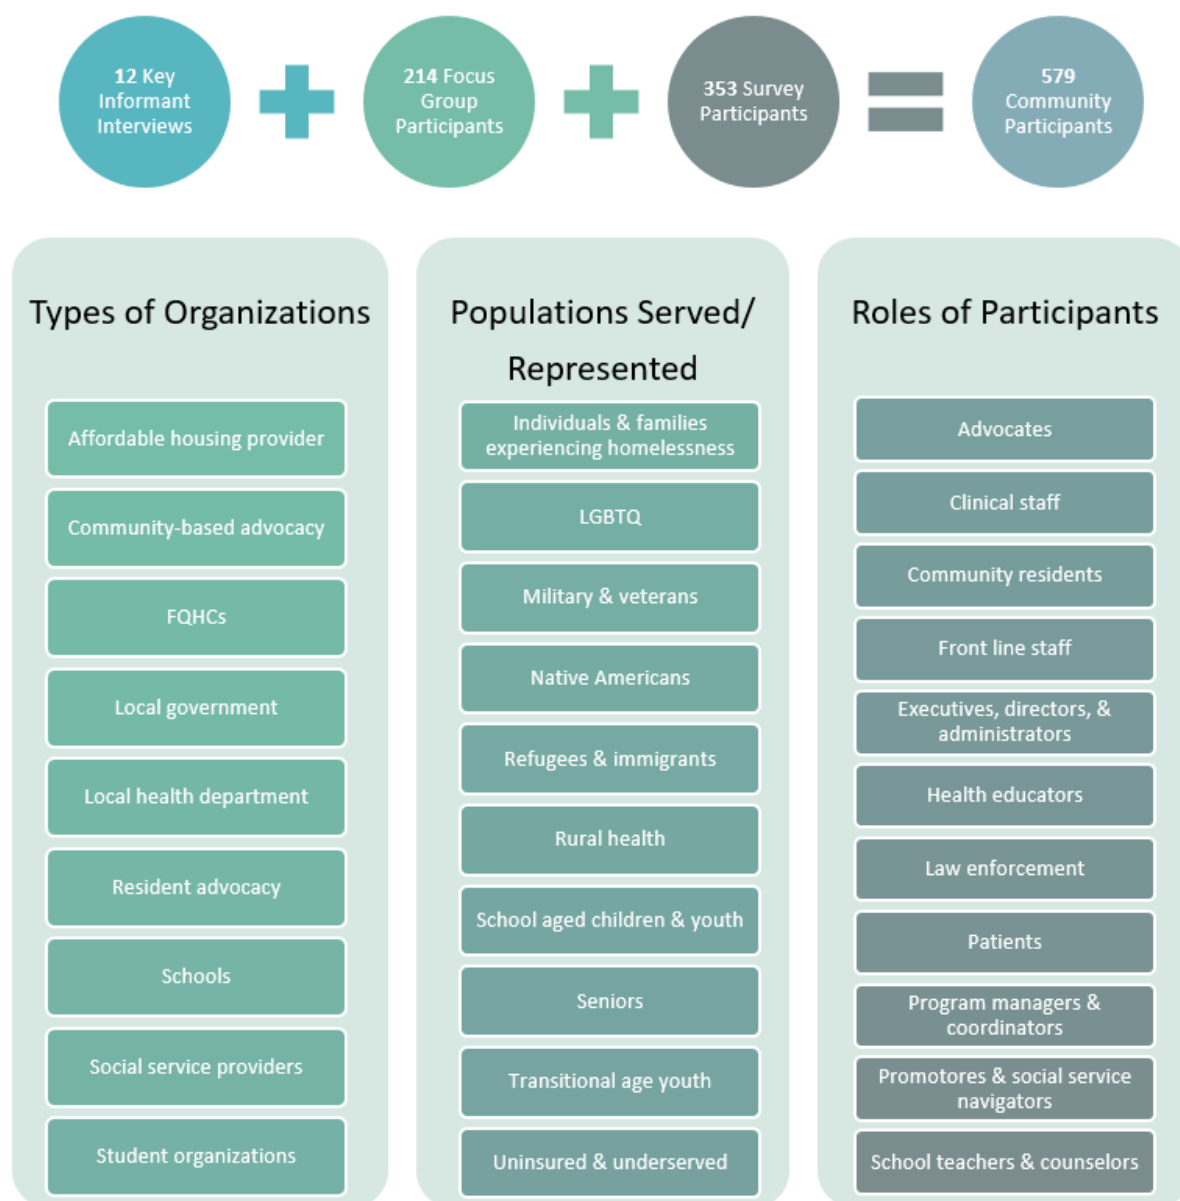 12 Key
Informant
Interviews
214 Focus
Group
Participants
353 Survey
Participants
579
Community
Participants
Types of Organizations
Affordable housing provider
Community-based advocacy
FQHCs
Local government
Local health department
Resident advocacy
Schools
Social service providers
Student organizations
Populations Served/
Represented
Individuals & families
experiencing homelessness
LGBTQ
Military & veterans
Native Americans
Refugees & immigrants
Rural health
School aged children & youth
Seniors
Transitional age youth
Uninsured & underserved
Roles of Participants
Advocates
Clinical staff
Community residents
Front line staff
Executives, directors, &
administrators
Health educators
Law enforcement
Patients
Program managers &
coordinators
Promotores & social service
navigators
School teachers & counselors